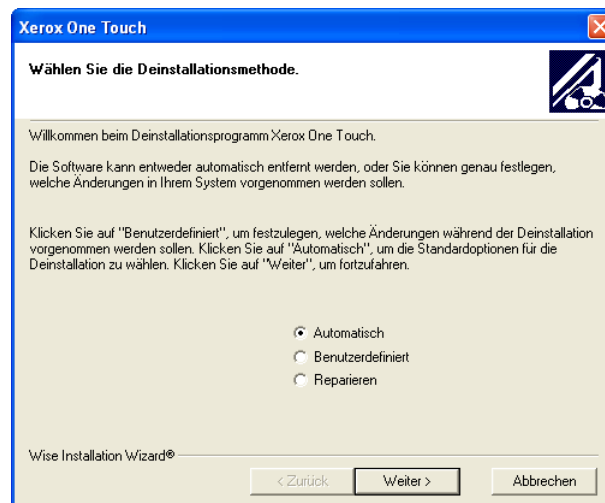 Xerox One Touch
Wählen Sie die Deinstallationsmethode.
Willkommen beim Deinstallationsprogramm Xerox One Touch.
Die Software kann entweder automatisch entfernt werden, oder Sie können genau festlegen,
welche Änderungen in Ihrem System vorgenommen werden sollen.
Klicken Sie auf "Benutzerdefiniert", um festzulegen, welche Änderungen während der Deinstallation
vorgenommen werden sollen. Klicken Sie auf "Automatisch", um die Standardoptionen für die
Deinstallation zu wählen. Klicken Sie auf "Weiter", um fortzufahren.
Automatisch
Benutzerdefiniert
Reparieren
Wise Installation Wizard®
< Zurück Weiter > Abbrechen